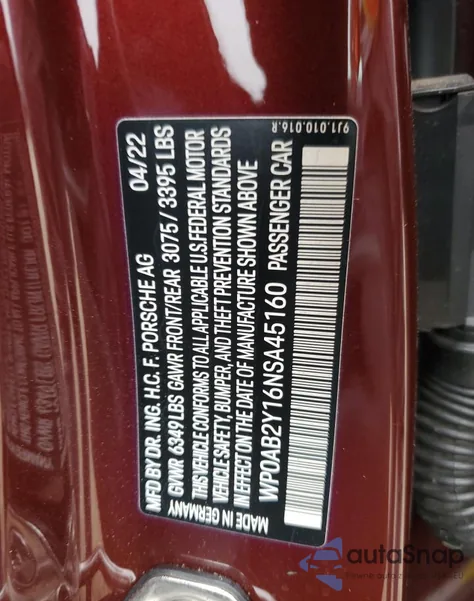 MFD BY DR. ING. H.C. F. PORSCHE AG 04/22
GVWR 6349 LBS GAWR FRONT/REAR 3075 / 3395 LBS
THIS VEHICLE CONFORMS TO ALL APPLICABLE U.S. FEDERAL MOTOR
VEHICLE SAFETY, BUMPER, AND THEFT PREVENTION STANDARDS
IN EFFECT ON THE DATE OF MANUFACTURE SHOWN ABOVE
WP0AB2Y16NSA45160 PASSENGER CAR
MADE IN GERMANY 9J1.010.016.R
autoSnap